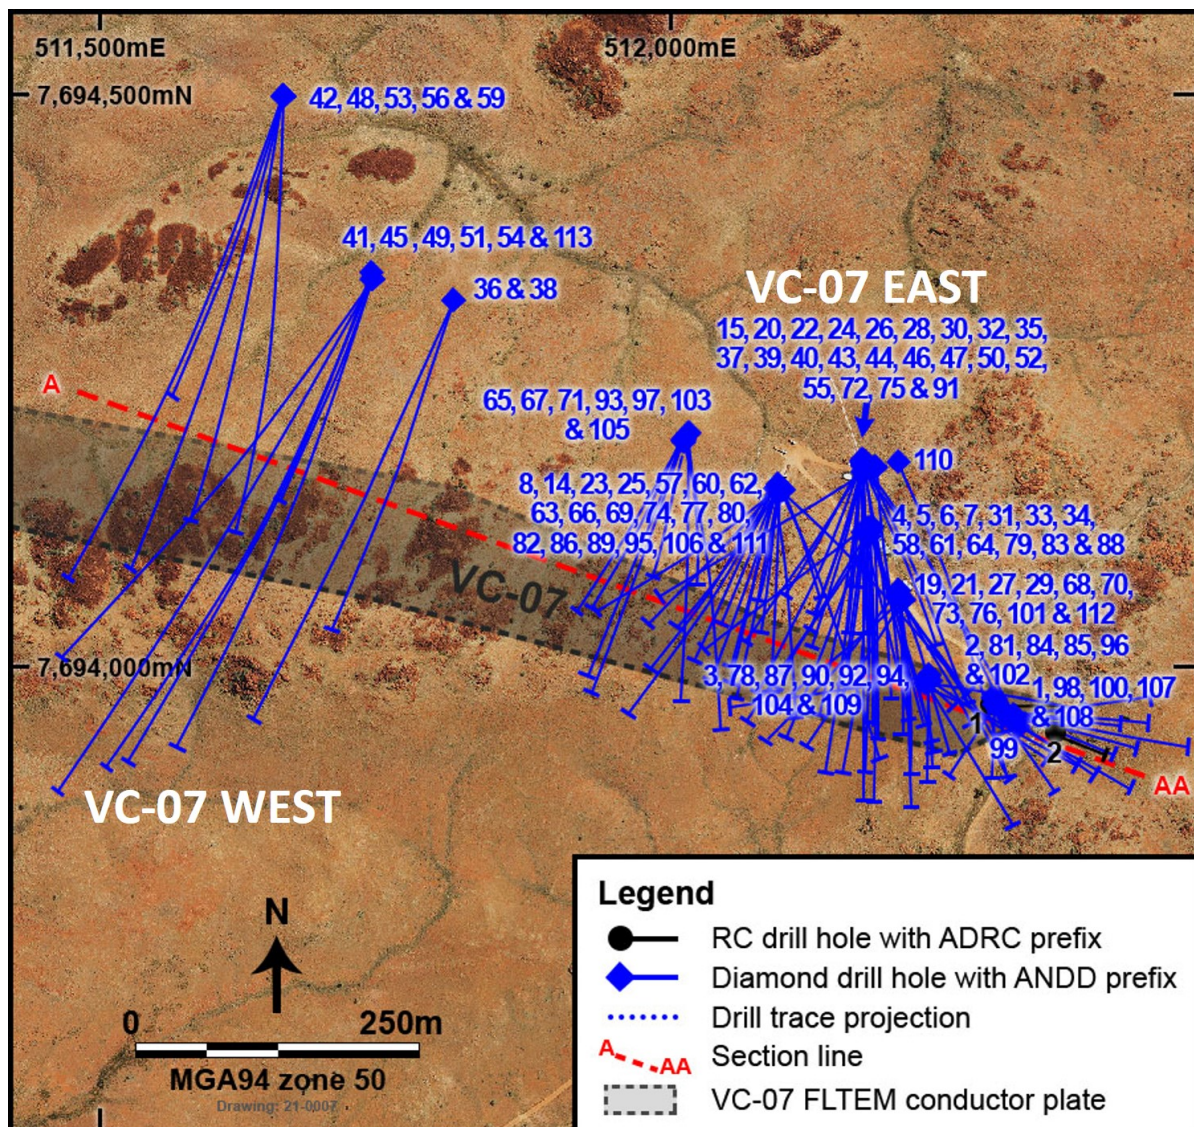 511,500mE
512,000mE
7,694,500mN
42, 48, 53, 56 & 59
41, 45, 49, 51, 54 & 113
36 & 38
VC-07 EAST
15, 20, 22, 24, 26, 28, 30, 32, 35,
37, 39, 40, 43, 44, 46, 47, 50, 52,
55, 72, 75 & 91
A
65, 67, 71, 93, 97, 103
& 105
110
8, 14, 23, 25, 57, 60, 62,
63, 66, 69, 74, 77, 80,
82, 86, 89, 95, 106 & 111
4, 5, 6, 7, 31, 33, 34,
58, 61, 64, 79, 83 & 88
VC-07
19, 21, 27, 29, 68, 70,
73, 76, 101 & 112
2, 81, 84, 85, 96
& 102
7,694,000mN
3, 78, 87, 90, 92, 94,
104 & 109
1, 98, 100, 107
& 108
1
99
2
AA
VC-07 WEST
N
0 250m
MGA94 zone 50
Drawing: 21-0007
Legend
RC drill hole with ADRC prefix
Diamond drill hole with ANDD prefix
Drill trace projection
A AA Section line
VC-07 FLTEM conductor plate